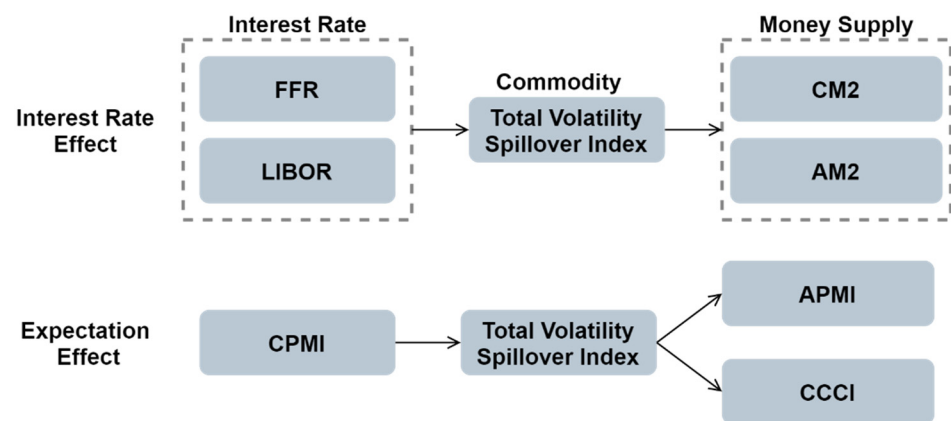 Interest Rate
Money Supply
FFR
Commodity
CM2
Interest Rate
Effect
Total Volatility
Spillover Index
LIBOR
AM2
APMI
Expectation
Effect
CPMI
Total Volatility
Spillover Index
CCCI